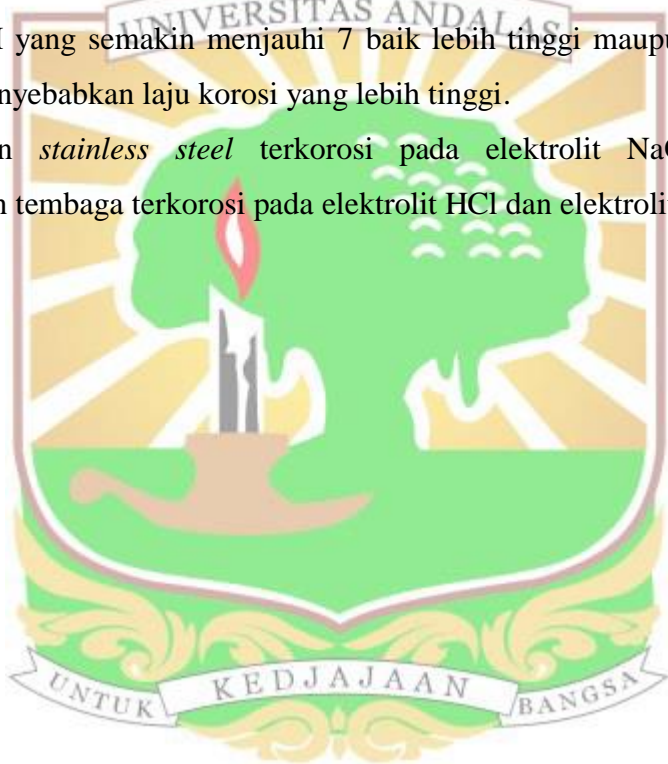 UNIVERSITAS ANDALAS
yang semakin menjauhi 7 baik lebih tinggi maupu
nyebabkan laju korosi yang lebih tinggi.
n stainless steel terkorosi pada elektrolit Na
n tembaga terkorosi pada elektrolit HCl dan elektrolit
UNTUK KEDJAJAAN BANGSA